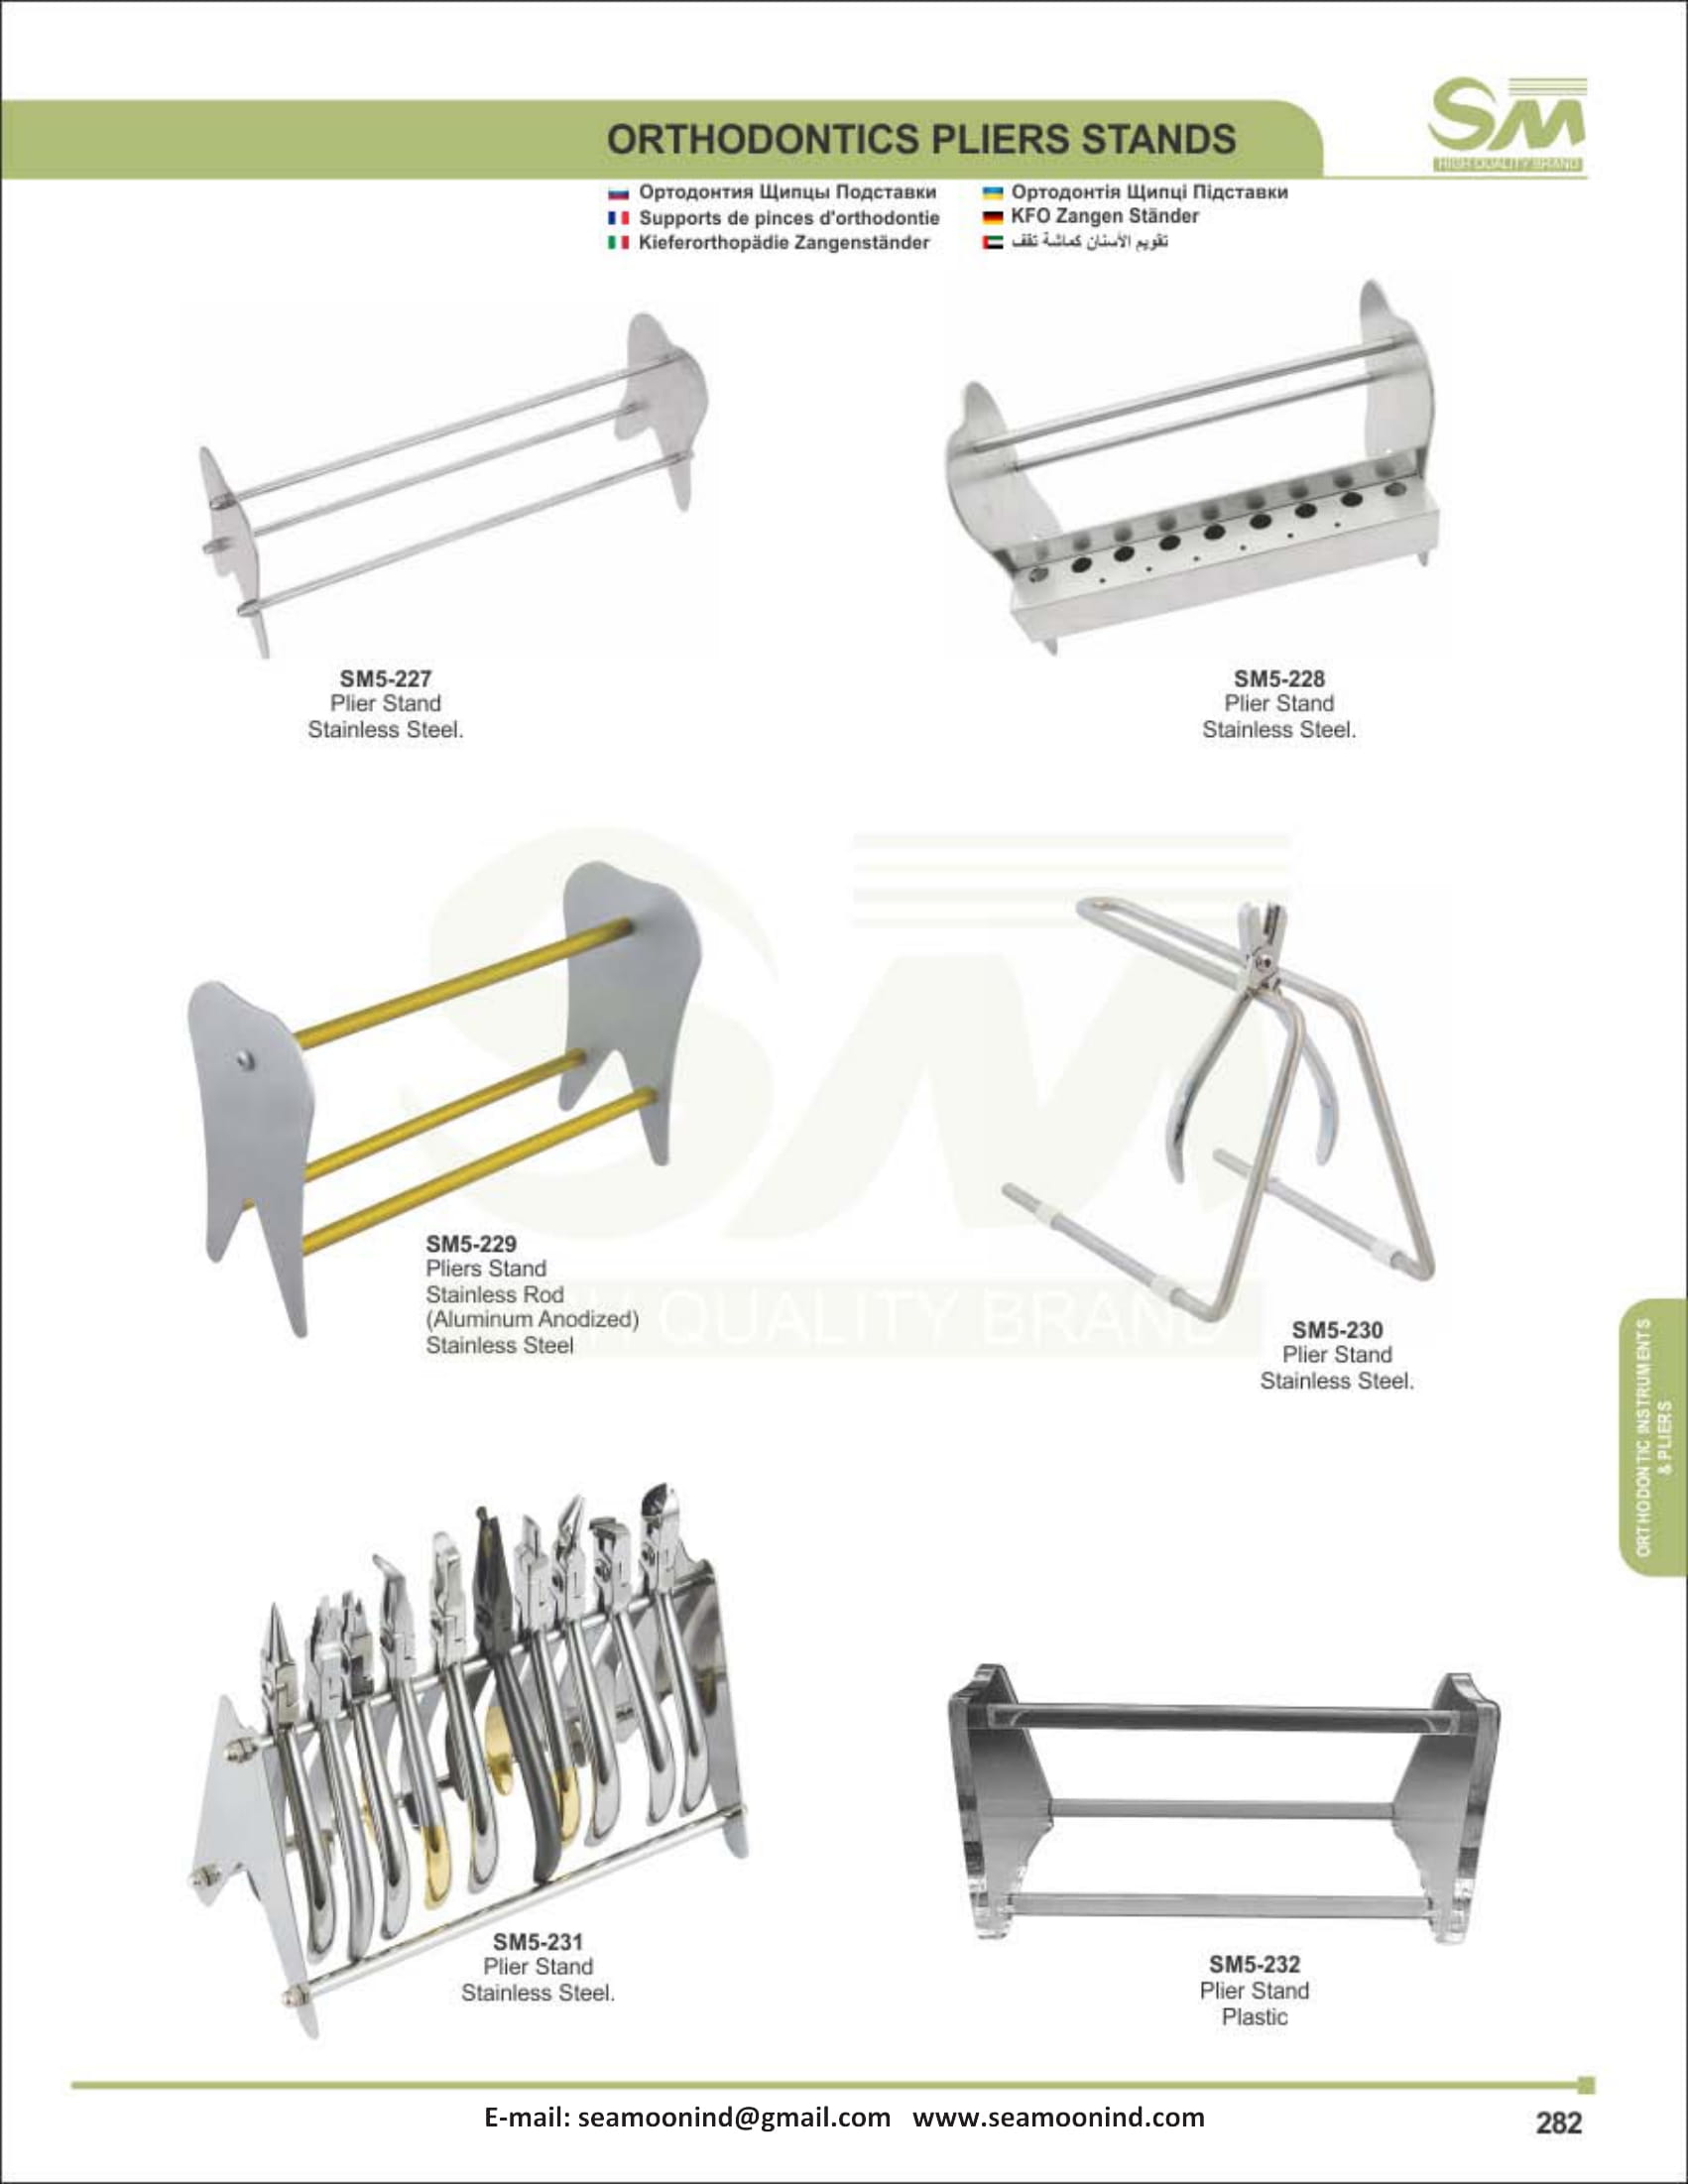 ORTHODONTICS PLIERS STANDS
SM
HIGH QUALITY BRAND
Ортодонтия Щипцы Подставки
Supports de pinces d'orthodontie
Kieferorthopädie Zangenständer
Ортодонтія Щипці Підставки
KFO Zangen Ständer
تقويم الأسنان كماشة تقف
SM5-227
Plier Stand
Stainless Steel.
SM5-228
Plier Stand
Stainless Steel.
SM5-229
Pliers Stand
Stainless Rod
(Aluminum Anodized)
Stainless Steel
SM
QUALITY BRAND
SM5-230
Plier Stand
Stainless Steel.
ORTHODONTIC INSTRUMENTS
& PLIERS
SM5-231
Plier Stand
Stainless Steel.
SM5-232
Plier Stand
Plastic
E-mail: seamoonind@gmail.com www.seamoonind.com
282